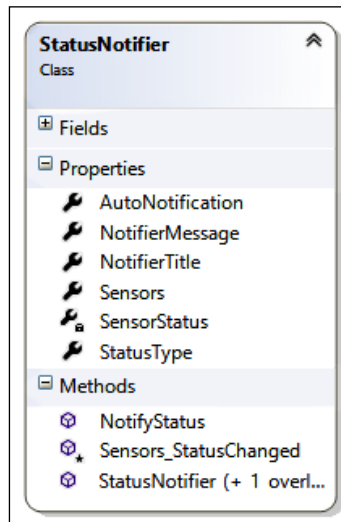 StatusNotifier
Class
Fields
Properties
AutoNotification
NotifierMessage
NotifierTitle
Sensors
SensorStatus
StatusType
Methods
NotifyStatus
Sensors_StatusChanged
StatusNotifier (+ 1 overl...